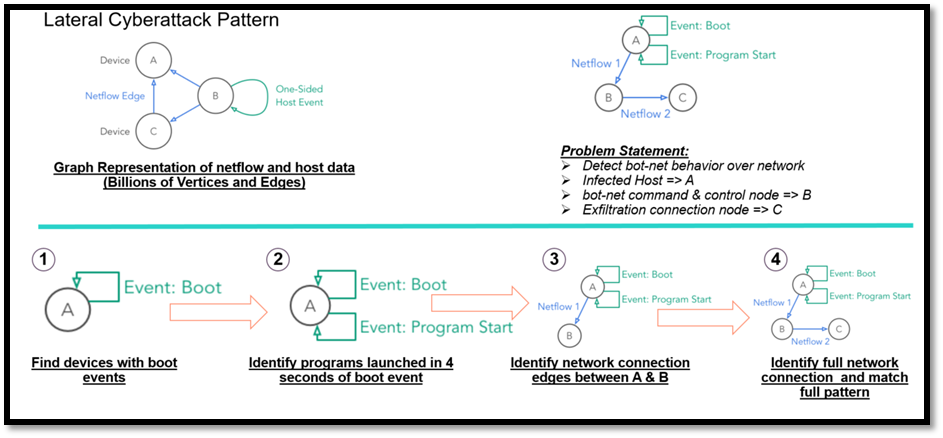 Lateral Cyberattack Pattern
Device
A
Netflow Edge
B
One-Sided
Host Event
Device
C
Graph Representation of netflow and host data
(Billions of Vertices and Edges)
A
Event: Boot
Event: Program Start
Netflow 1
B
C
Netflow 2
Problem Statement:
➢ Detect bot-net behavior over network
➢ Infected Host => A
➢ bot-net command & control node => B
➢ Exfiltration connection node => C
1
A
Event: Boot
Find devices with boot
events
2
A
Event: Boot
Event: Program Start
Identify programs launched in 4
seconds of boot event
3
A
Event: Boot
Event: Program Start
Netflow 1
B
Identify network connection
edges between A & B
4
A
Event: Boot
Event: Program Start
Netflow 1
B
C
Netflow 2
Identify full network
connection and match
full pattern